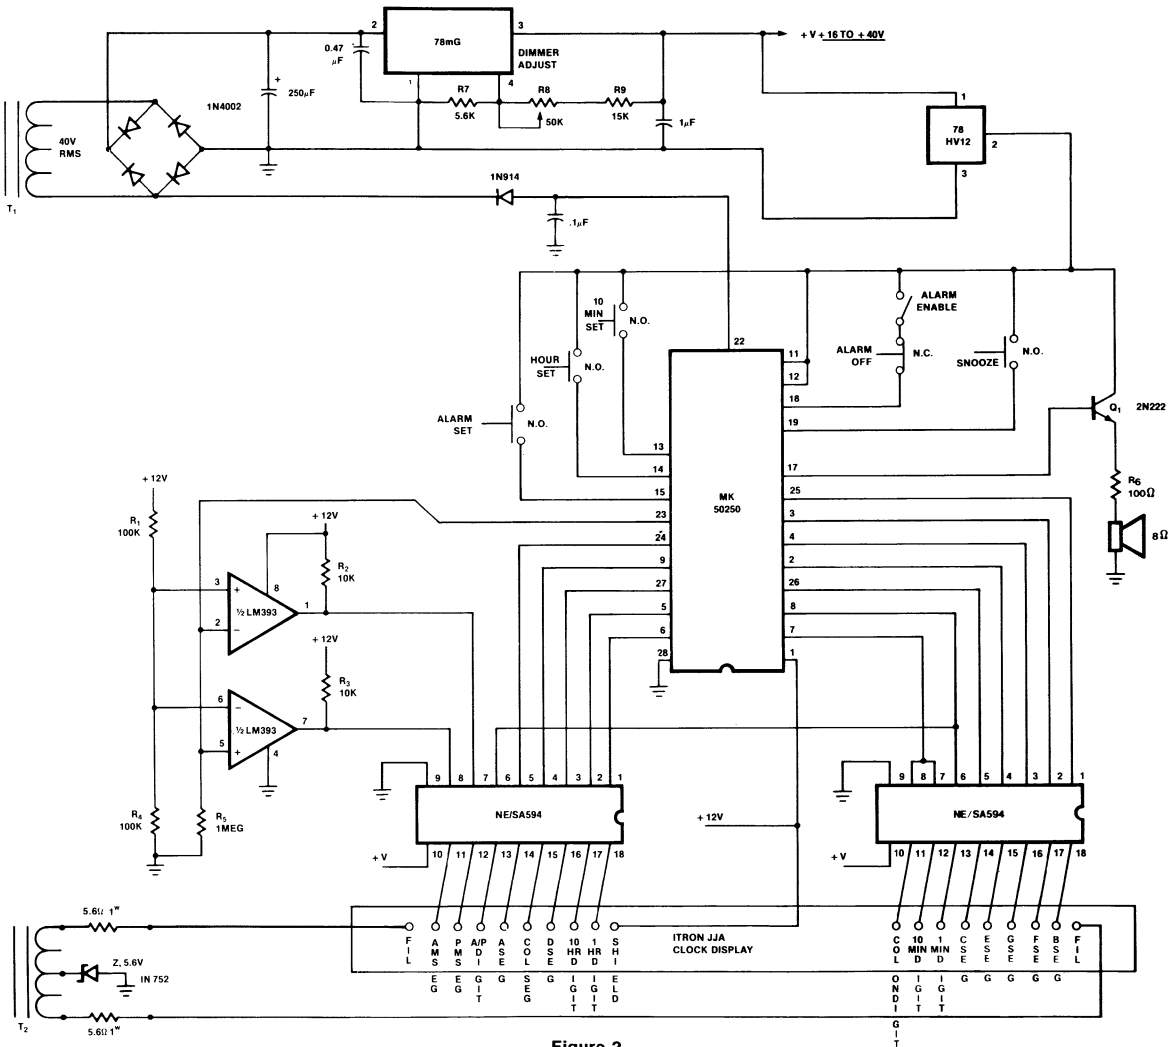 2
78mG
3
+ V + 16 TO + 40V
0.47
µF
DIMMER
ADJUST
1
4
+
250µF
1N4002
R7
5.6K
R8
50K
R9
15K
1µF
1
78
HV12
2
3
40V
RMS
T1
1N914
.1µF
10
MIN
SET
N.O.
HOUR
SET
N.O.
ALARM
SET
N.O.
ALARM
ENABLE
ALARM
OFF
N.C.
SNOOZE
N.O.
Q1
2N222
R6
100Ω
8Ω
22
MK
50250
11
12
18
19
17
25
3
4
2
26
8
7
1
13
14
15
23
24
9
27
5
6
28
+ 12V
R1
100K
+ 12V
R2
10K
3
+
8
½ LM393
1
2
–
+ 12V
R3
10K
6
–
½ LM393
7
5
+
4
R4
100K
R5
1MEG
9 8 7 6 5 4 3 2 1
NE/SA594
+ V
10 11 12 13 14 15 16 17 18
+ 12V
9 8 7 6 5 4 3 2 1
NE/SA594
+ V
10 11 12 13 14 15 16 17 18
5.6Ω 1W
Z, 5.6V
IN 752
5.6Ω 1W
T2
FIL
AMSEG
PMSEG
A/PDIGIT
ASEG
COLSEG
DSEG
10HRDIGIT
1HRDIGIT
SHIELD
ITRON JJA
CLOCK DISPLAY
COLONDIGIT
10MINDIGIT
1MINDIGIT
CSEG
ESEG
GSEG
FSEG
BSEG
FIL
Figure 2